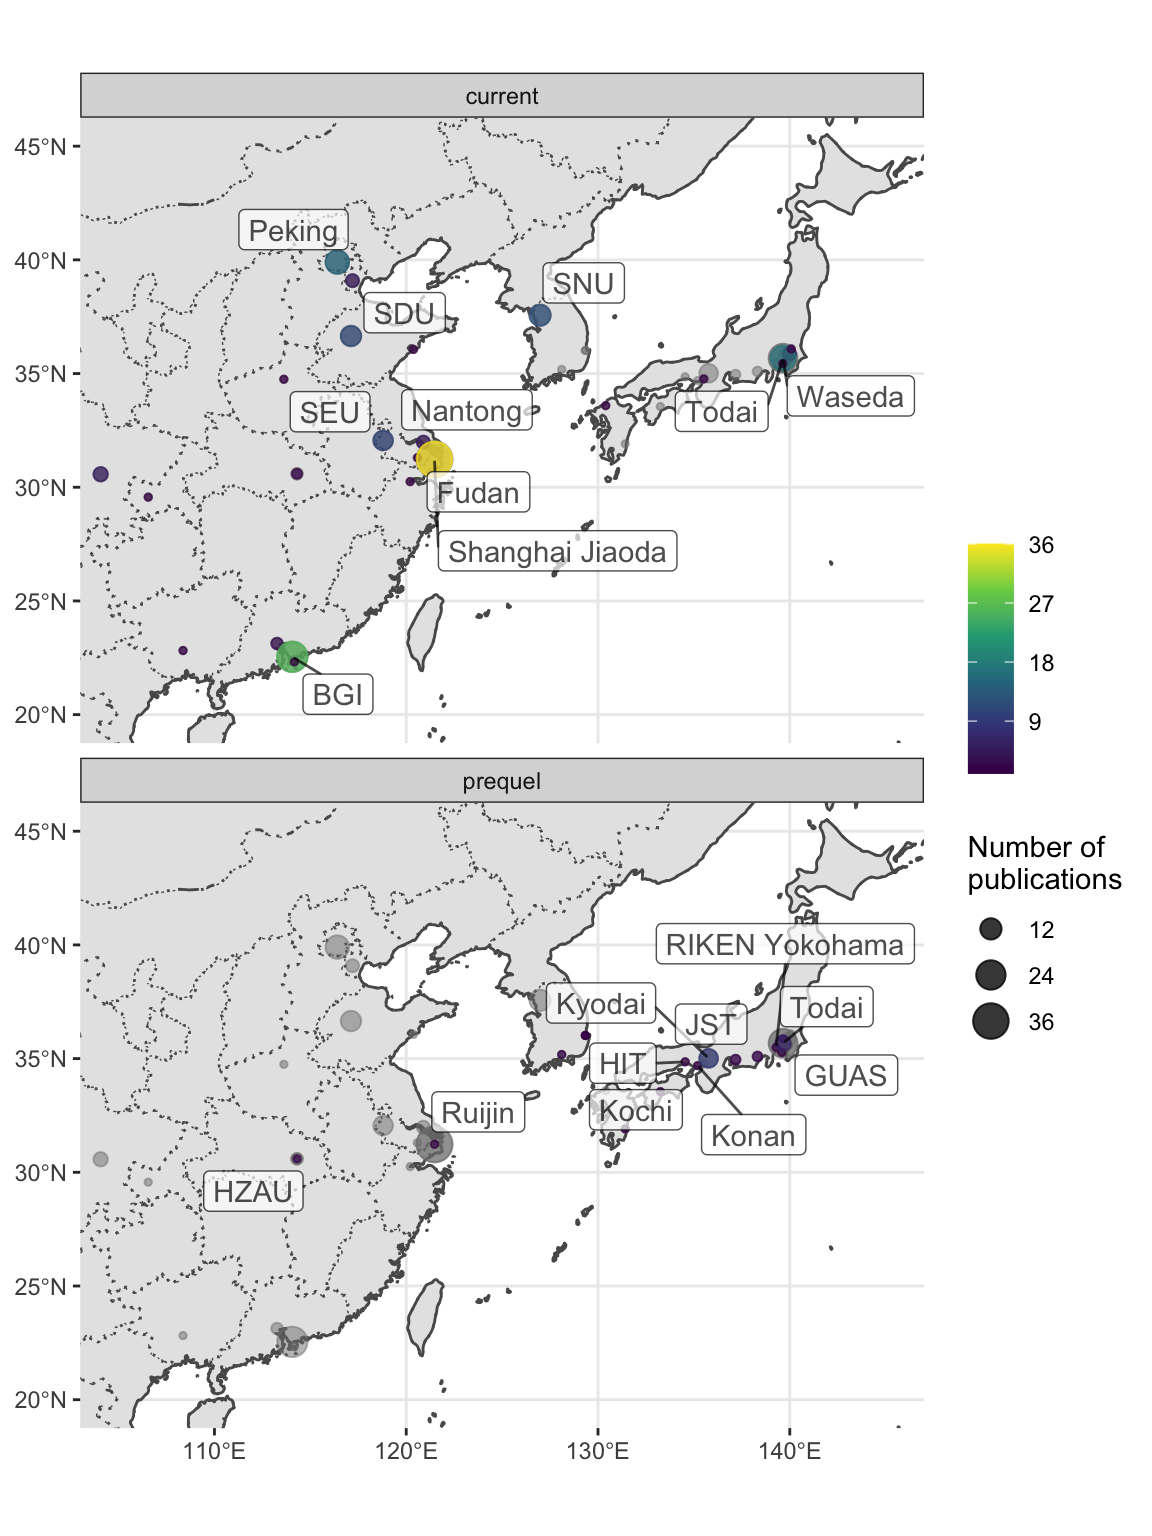 current
45°N
40°N
35°N
30°N
25°N
20°N
Peking
SDU
SNU
SEU
Nantong
Todai
Waseda
Fudan
Shanghai Jiaoda
BGI
36
27
18
9
prequel
45°N
40°N
35°N
30°N
25°N
20°N
RIKEN Yokohama
Kyodai
Todai
JST
HIT
GUAS
Kochi
Ruijin
Konan
HZAU
110°E
120°E
130°E
140°E
Number of
publications
12
24
36